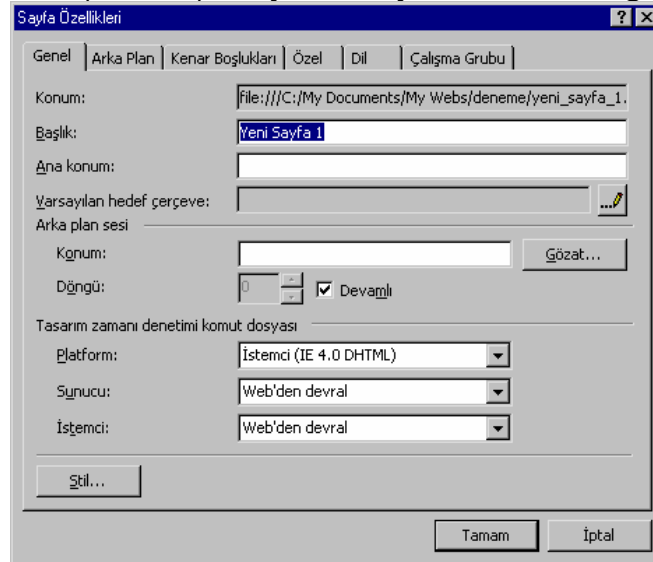 Sayfa Özellikleri
Genel Arka Plan Kenar Boşlukları Özel Dil Çalışma Grubu
Konum: file:///C:/My Documents/My Webs/deneme/yeni_sayfa_1.
Başlık: Yeni Sayfa 1
Ana konum:
Varsayılan hedef çerçeve: ...
Arka plan sesi
Konum: Gözat...
Döngü: 0 Devamlı
Tasarım zamanı denetimi komut dosyası
Platform: İstemci (IE 4.0 DHTML)
Sunucu: Web'den devral
İstemci: Web'den devral
Stil...
Tamam İptal